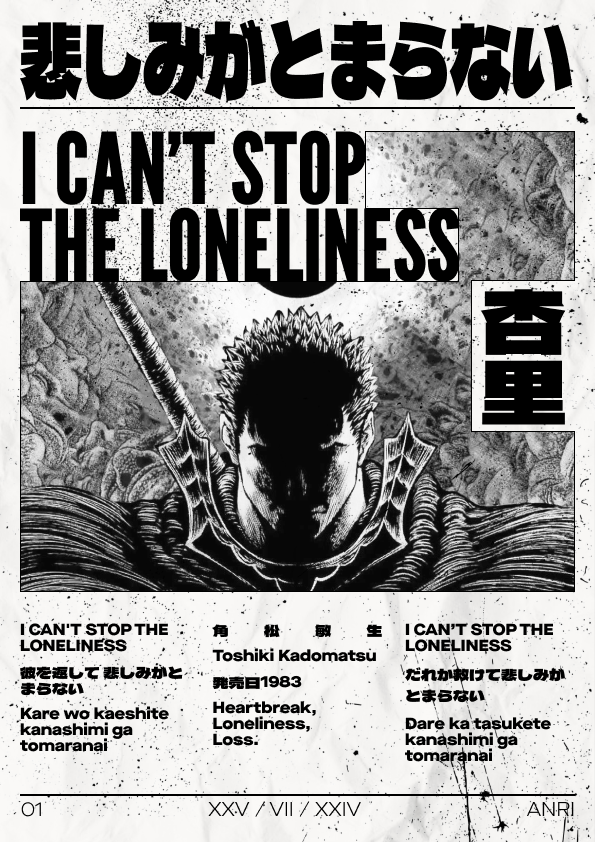 悲しみがとまらない
I CAN'T STOP
THE LONELINESS
杏里
I CAN'T STOP THE
LONELINESS
彼を返して 悲しみがと
まらない
Kare wo kaeshite
kanashimi ga
tomaranai
角 松 敏 生
Toshiki Kadomatsu
発売日1983
Heartbreak,
Loneliness,
Loss.
I CAN'T STOP THE
LONELINESS
だれか救けて悲しみが
とまらない
Dare ka tasukete
kanashimi ga
tomaranai
01
XXV / VII / XXIV
ANRI